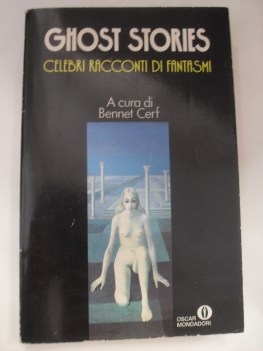 GHOST STORIES
CELEBRI RACCONTI DI FANTASMI
A cura di
Bennet Cerf
OSCAR
MONDADORI